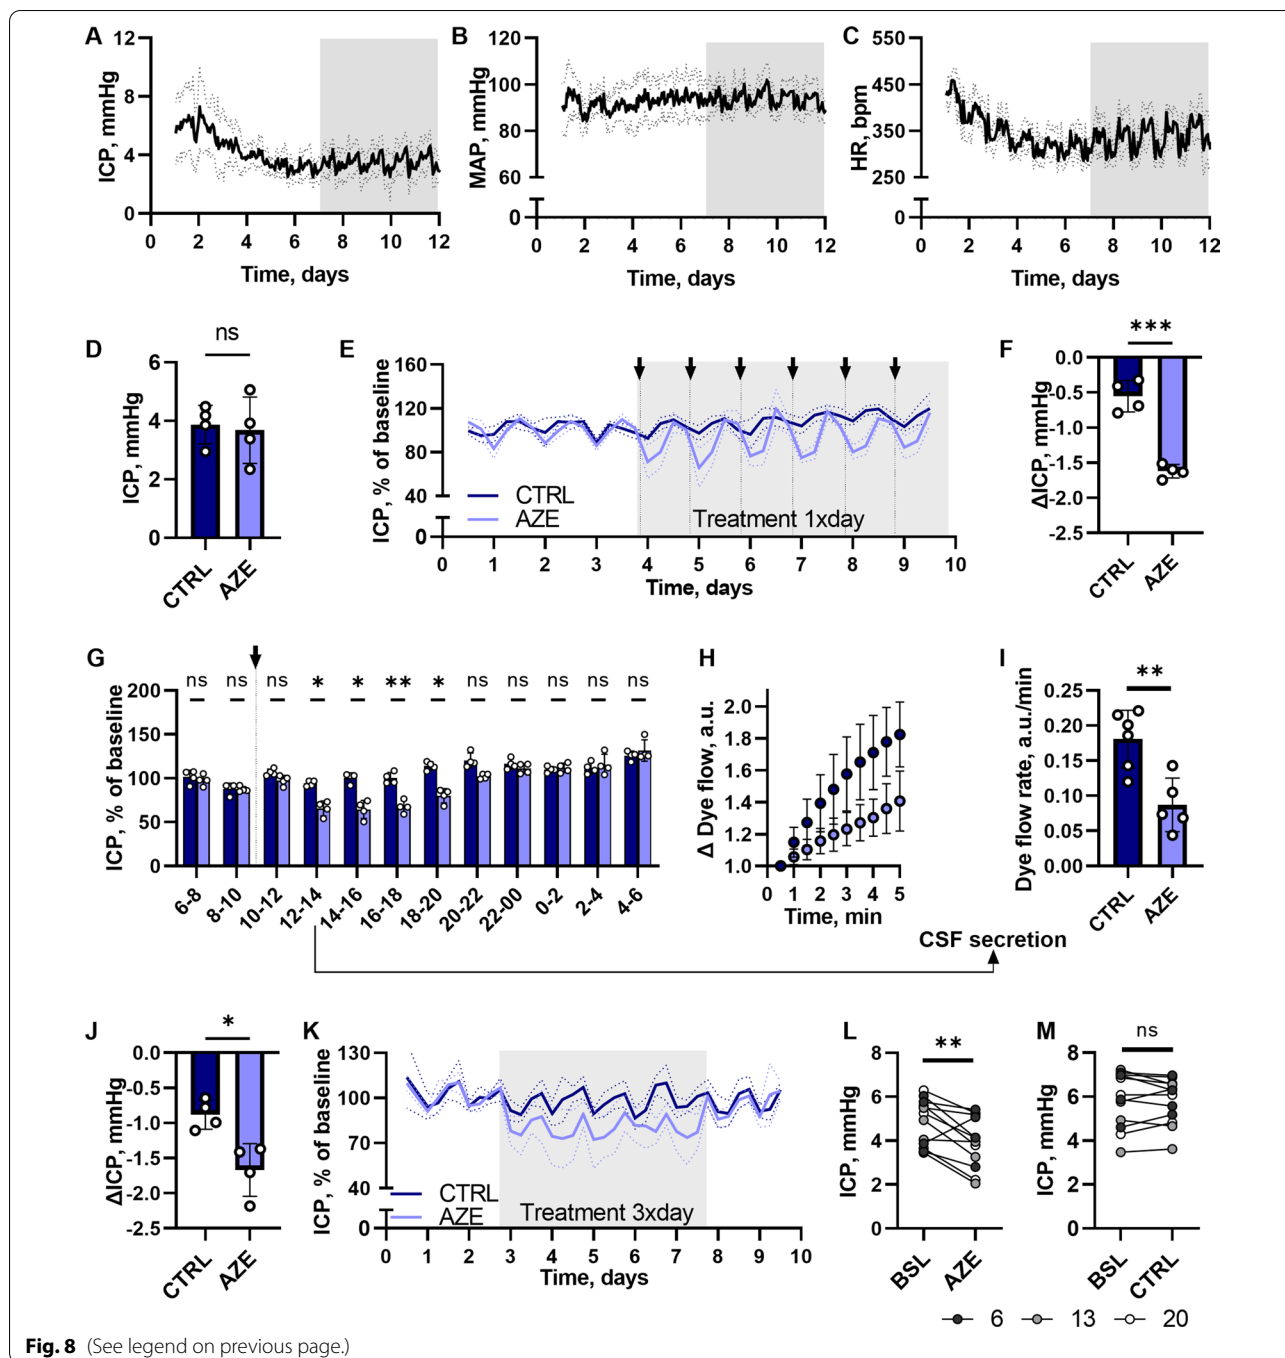 A
12
8
4
0
ICP, mmHg
0 2 4 6 8 10 12
Time, days
B
120
100
80
60
0
MAP, mmHg
0 2 4 6 8 10 12
Time, days
C
550
450
350
250
0
HR, bpm
0 2 4 6 8 10 12
Time, days
D
ns
6
4
2
0
ICP, mmHg
CTRL
AZE
E
160
120
80
40
0
ICP, % of baseline
CTRL
AZE
Treatment 1xday
0 1 2 3 4 5 6 7 8 9 10
Time, days
F
***
0.0
-0.5
-1.0
-1.5
-2.0
-2.5
ΔICP, mmHg
CTRL
AZE
G
ns ns ns * * ** * ns ns ns ns ns
200
150
100
50
0
ICP, % of baseline
6-8 8-10 10-12 12-14 14-16 16-18 18-20 20-22 22-00 0-2 2-4 4-6
H
2.0
1.8
1.6
1.4
1.2
1.0
Δ Dye flow, a.u.
0 1 2 3 4 5
Time, min
I
**
0.25
0.20
0.15
0.10
0.05
0.00
Dye flow rate, a.u./min
CTRL
AZE
CSF secretion
J
*
0.0
-0.5
-1.0
-1.5
-2.0
-2.5
ΔICP, mmHg
CTRL
AZE
K
130
100
70
40
0
ICP, % of baseline
CTRL
AZE
Treatment 3xday
0 1 2 3 4 5 6 7 8 9 10
Time, days
L
**
8
6
4
2
0
ICP, mmHg
BSL
AZE
M
ns
8
6
4
2
0
ICP, mmHg
BSL
CTRL
6 13 20
Fig. 8 (See legend on previous page.)